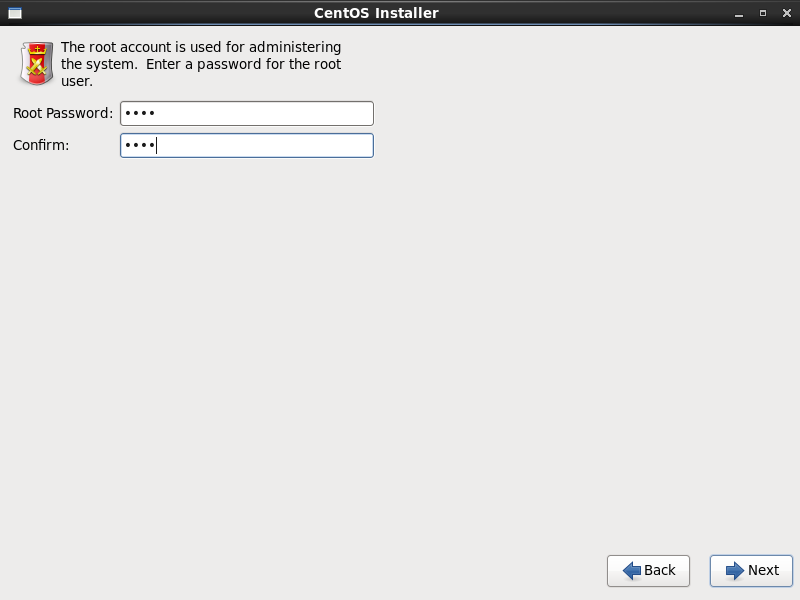 CentOS Installer
The root account is used for administering
the system.  Enter a password for the root
user.
Root Password: ••••
Confirm: ••••
Back
Next